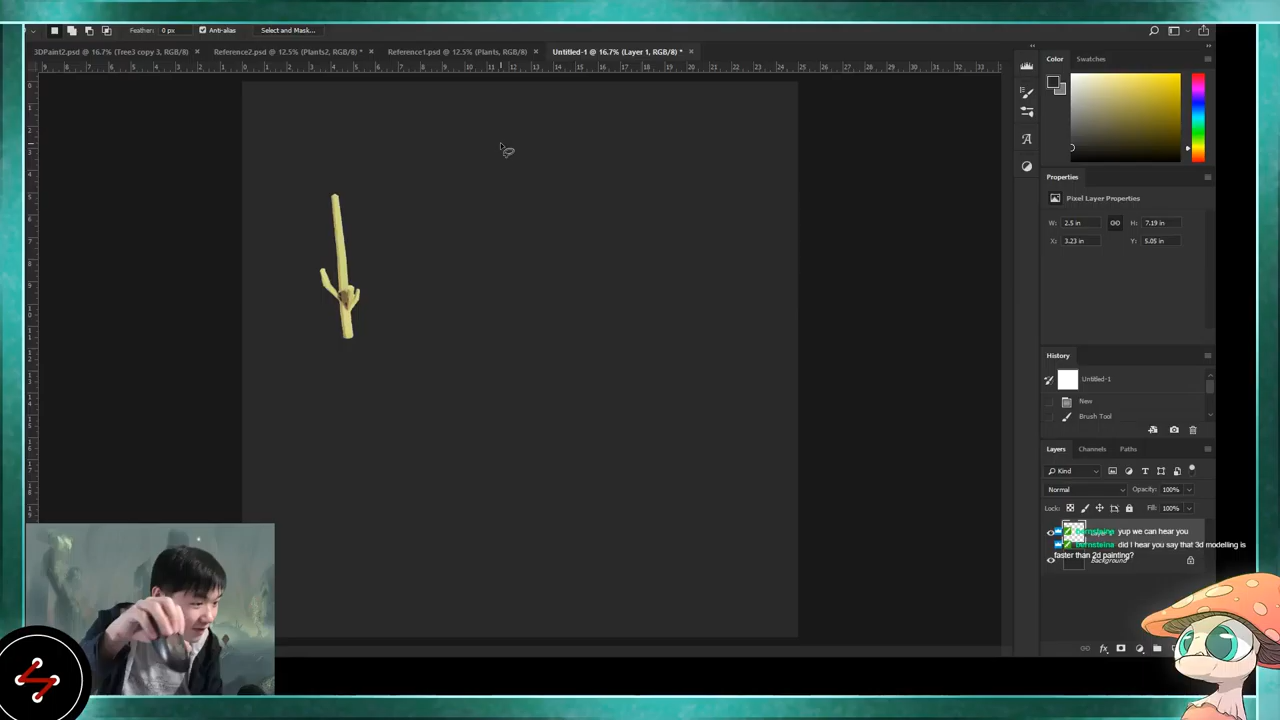 Feather: 0 px Anti-alias Select and Mask...
3DPaint2.psd @ 16.7% (Tree3 copy 3, RGB/8) × Reference2.psd @ 12.5% (Plants2, RGB/8) * × Reference1.psd @ 12.5% (Plants, RGB/8) × Untitled-1 @ 16.7% (Layer 1, RGB/8) * ×
Color Swatches
Properties
Pixel Layer Properties
W: 2.5 in H: 7.19 in
X: 3.23 in Y: 5.05 in
History
Untitled-1
New
Brush Tool
Layers Channels Paths
Kind
Normal Opacity: 100%
Lock: Fill: 100%
bernsteina yup we can hear you
bernsteina did I hear you say that 3d modelling is
faster than 2d painting?
Background
fx